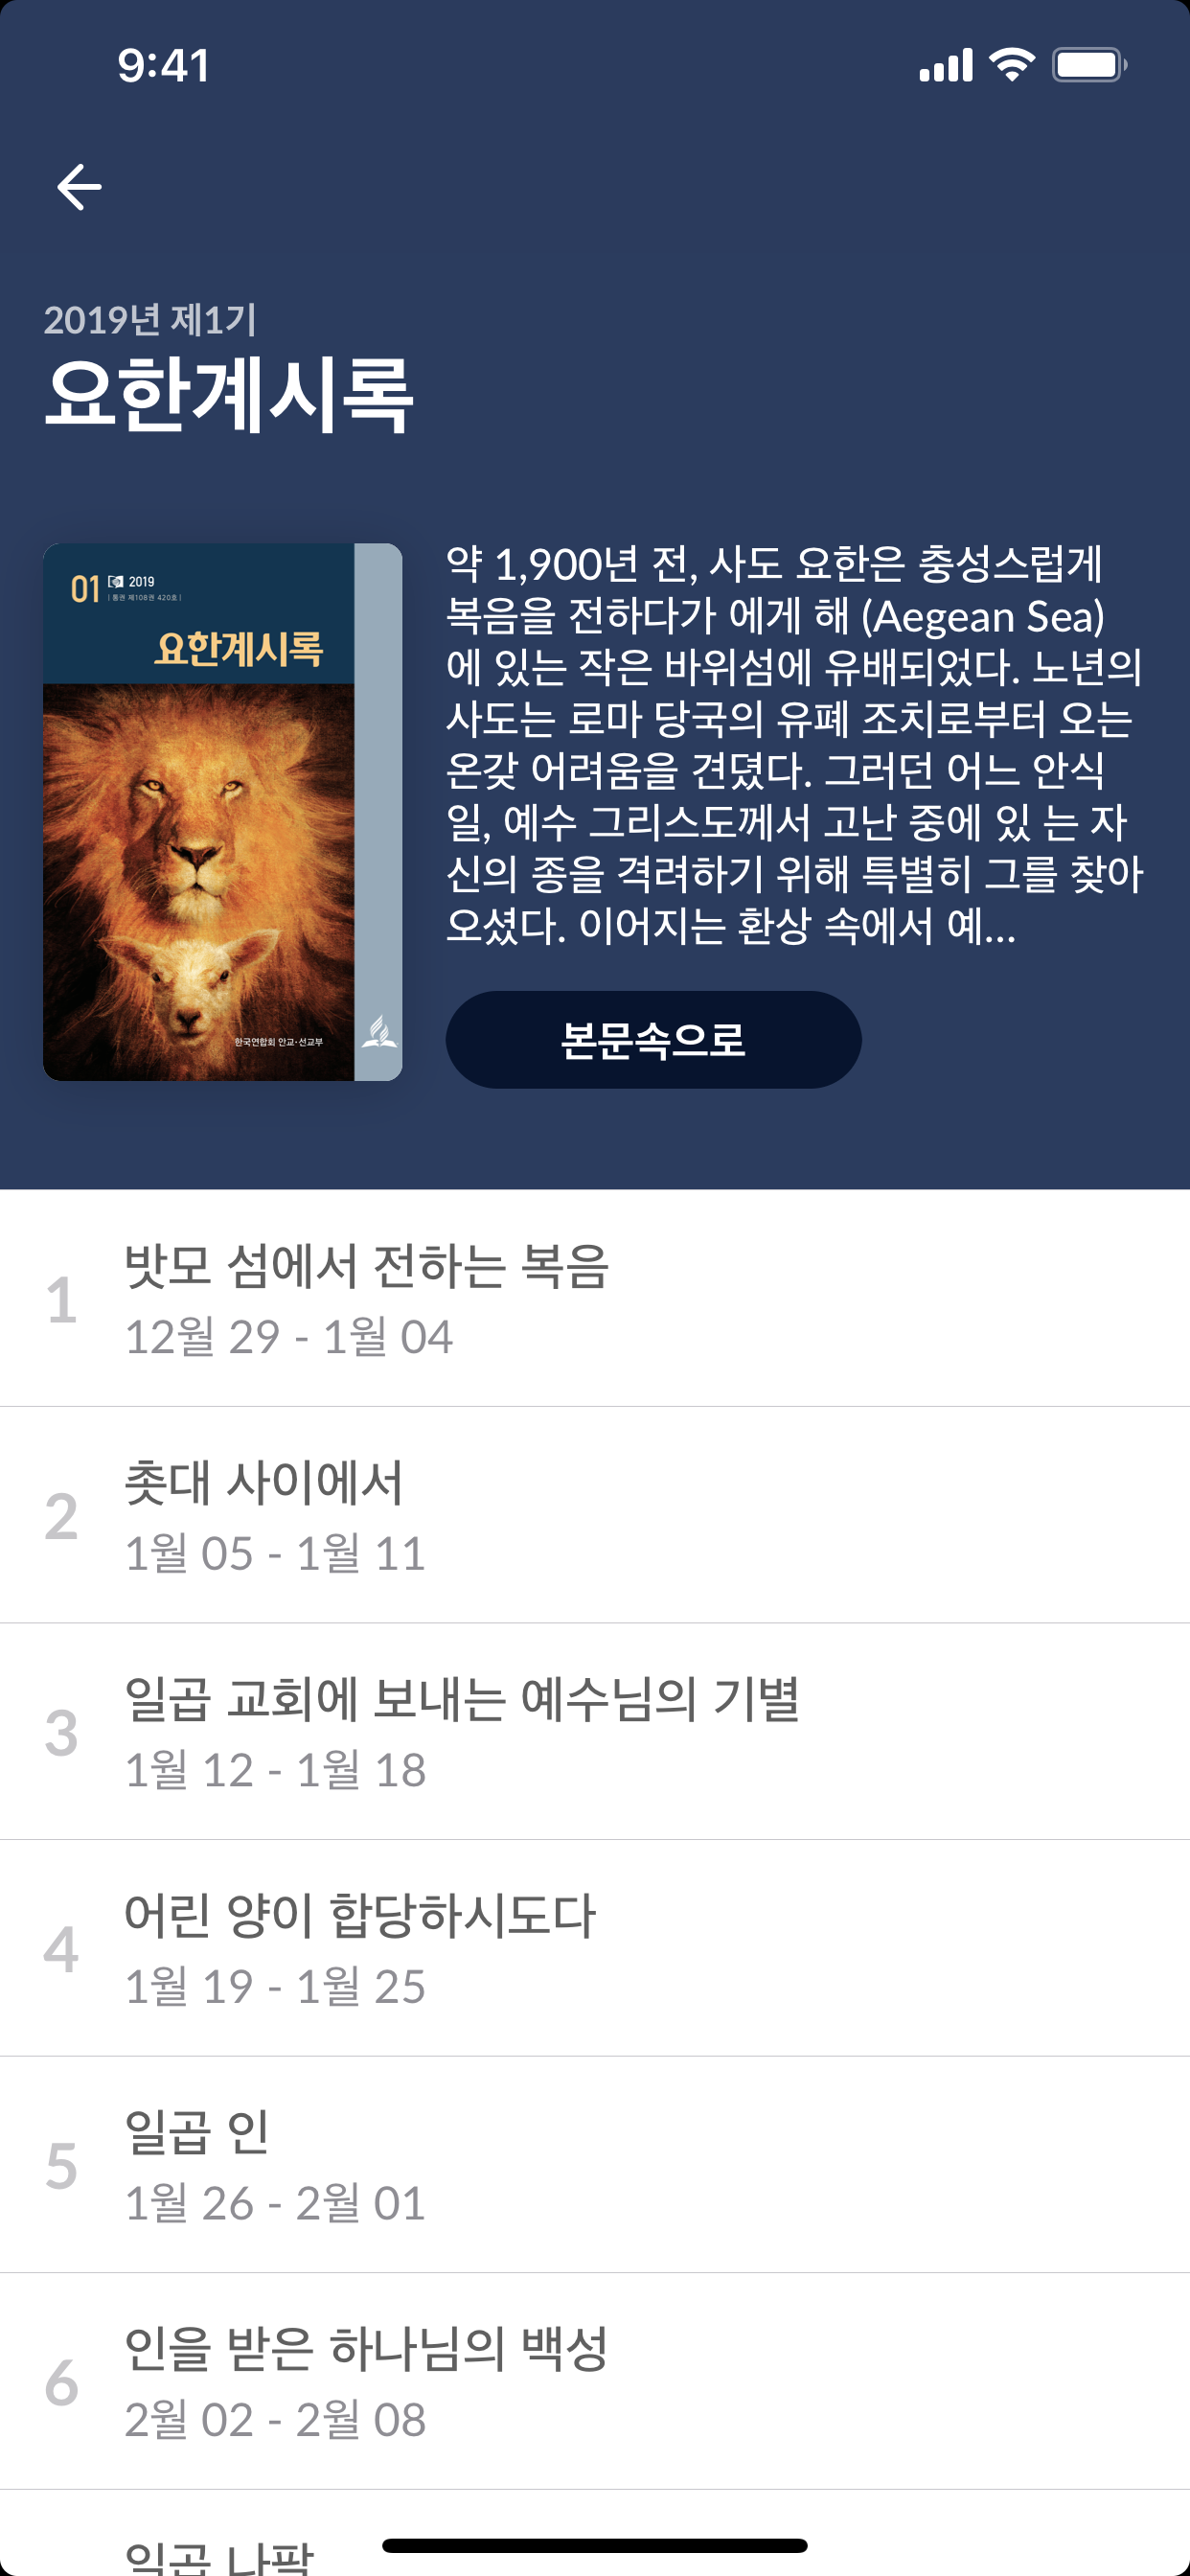 9:41
2019년 제1기
요한계시록
01 2019
| 통권 제108권 420호 |
요한계시록
한국연합회 안교·선교부
약 1,900년 전, 사도 요한은 충성스럽게
복음을 전하다가 에게 해 (Aegean Sea)
에 있는 작은 바위섬에 유배되었다. 노년의
사도는 로마 당국의 유폐 조치로부터 오는
온갖 어려움을 견뎠다. 그러던 어느 안식
일, 예수 그리스도께서 고난 중에 있 는 자
신의 종을 격려하기 위해 특별히 그를 찾아
오셨다. 이어지는 환상 속에서 예...
본문속으로
1
밧모 섬에서 전하는 복음
12월 29 - 1월 04
2
촛대 사이에서
1월 05 - 1월 11
3
일곱 교회에 보내는 예수님의 기별
1월 12 - 1월 18
4
어린 양이 합당하시도다
1월 19 - 1월 25
5
일곱 인
1월 26 - 2월 01
6
인을 받은 하나님의 백성
2월 02 - 2월 08
일곱 나팔